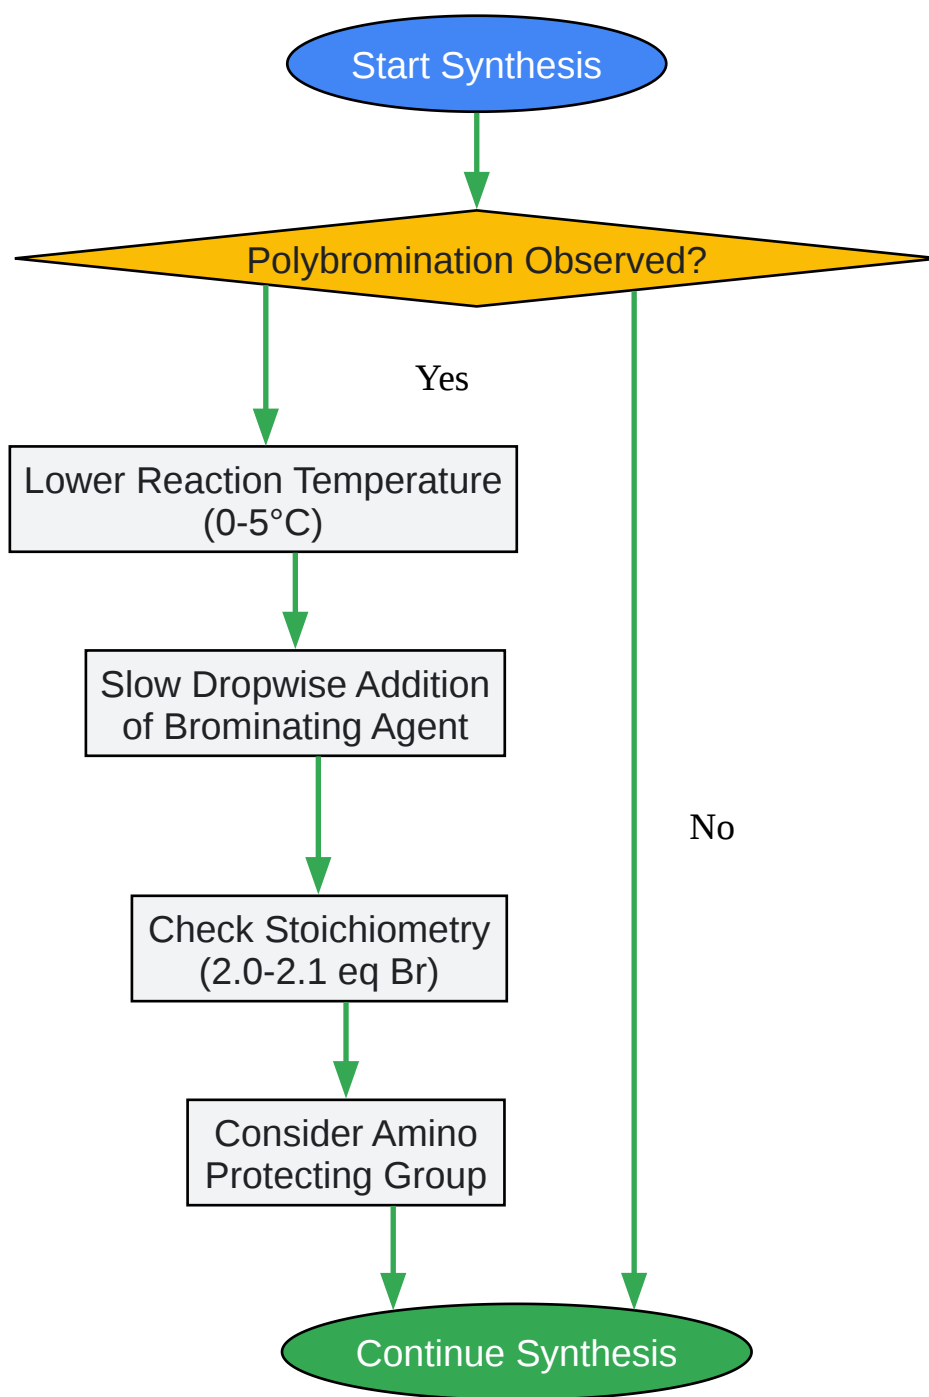 Start Synthesis
Polybromination Observed?
Yes
Lower Reaction Temperature
(0-5°C)
Slow Dropwise Addition
of Brominating Agent
No
Check Stoichiometry
(2.0-2.1 eq Br)
Consider Amino
Protecting Group
Continue Synthesis